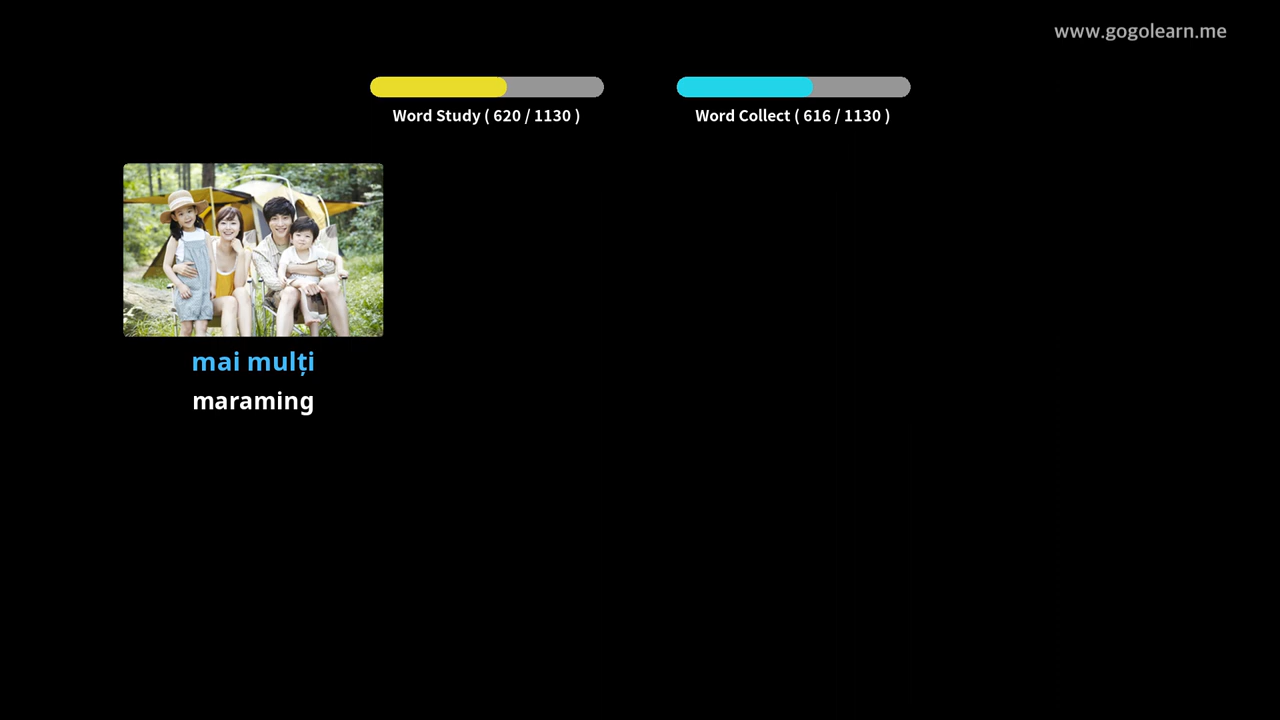 www.gogolearn.me
Word Study ( 620 / 1130 )
Word Collect ( 616 / 1130 )
mai mulți
maraming